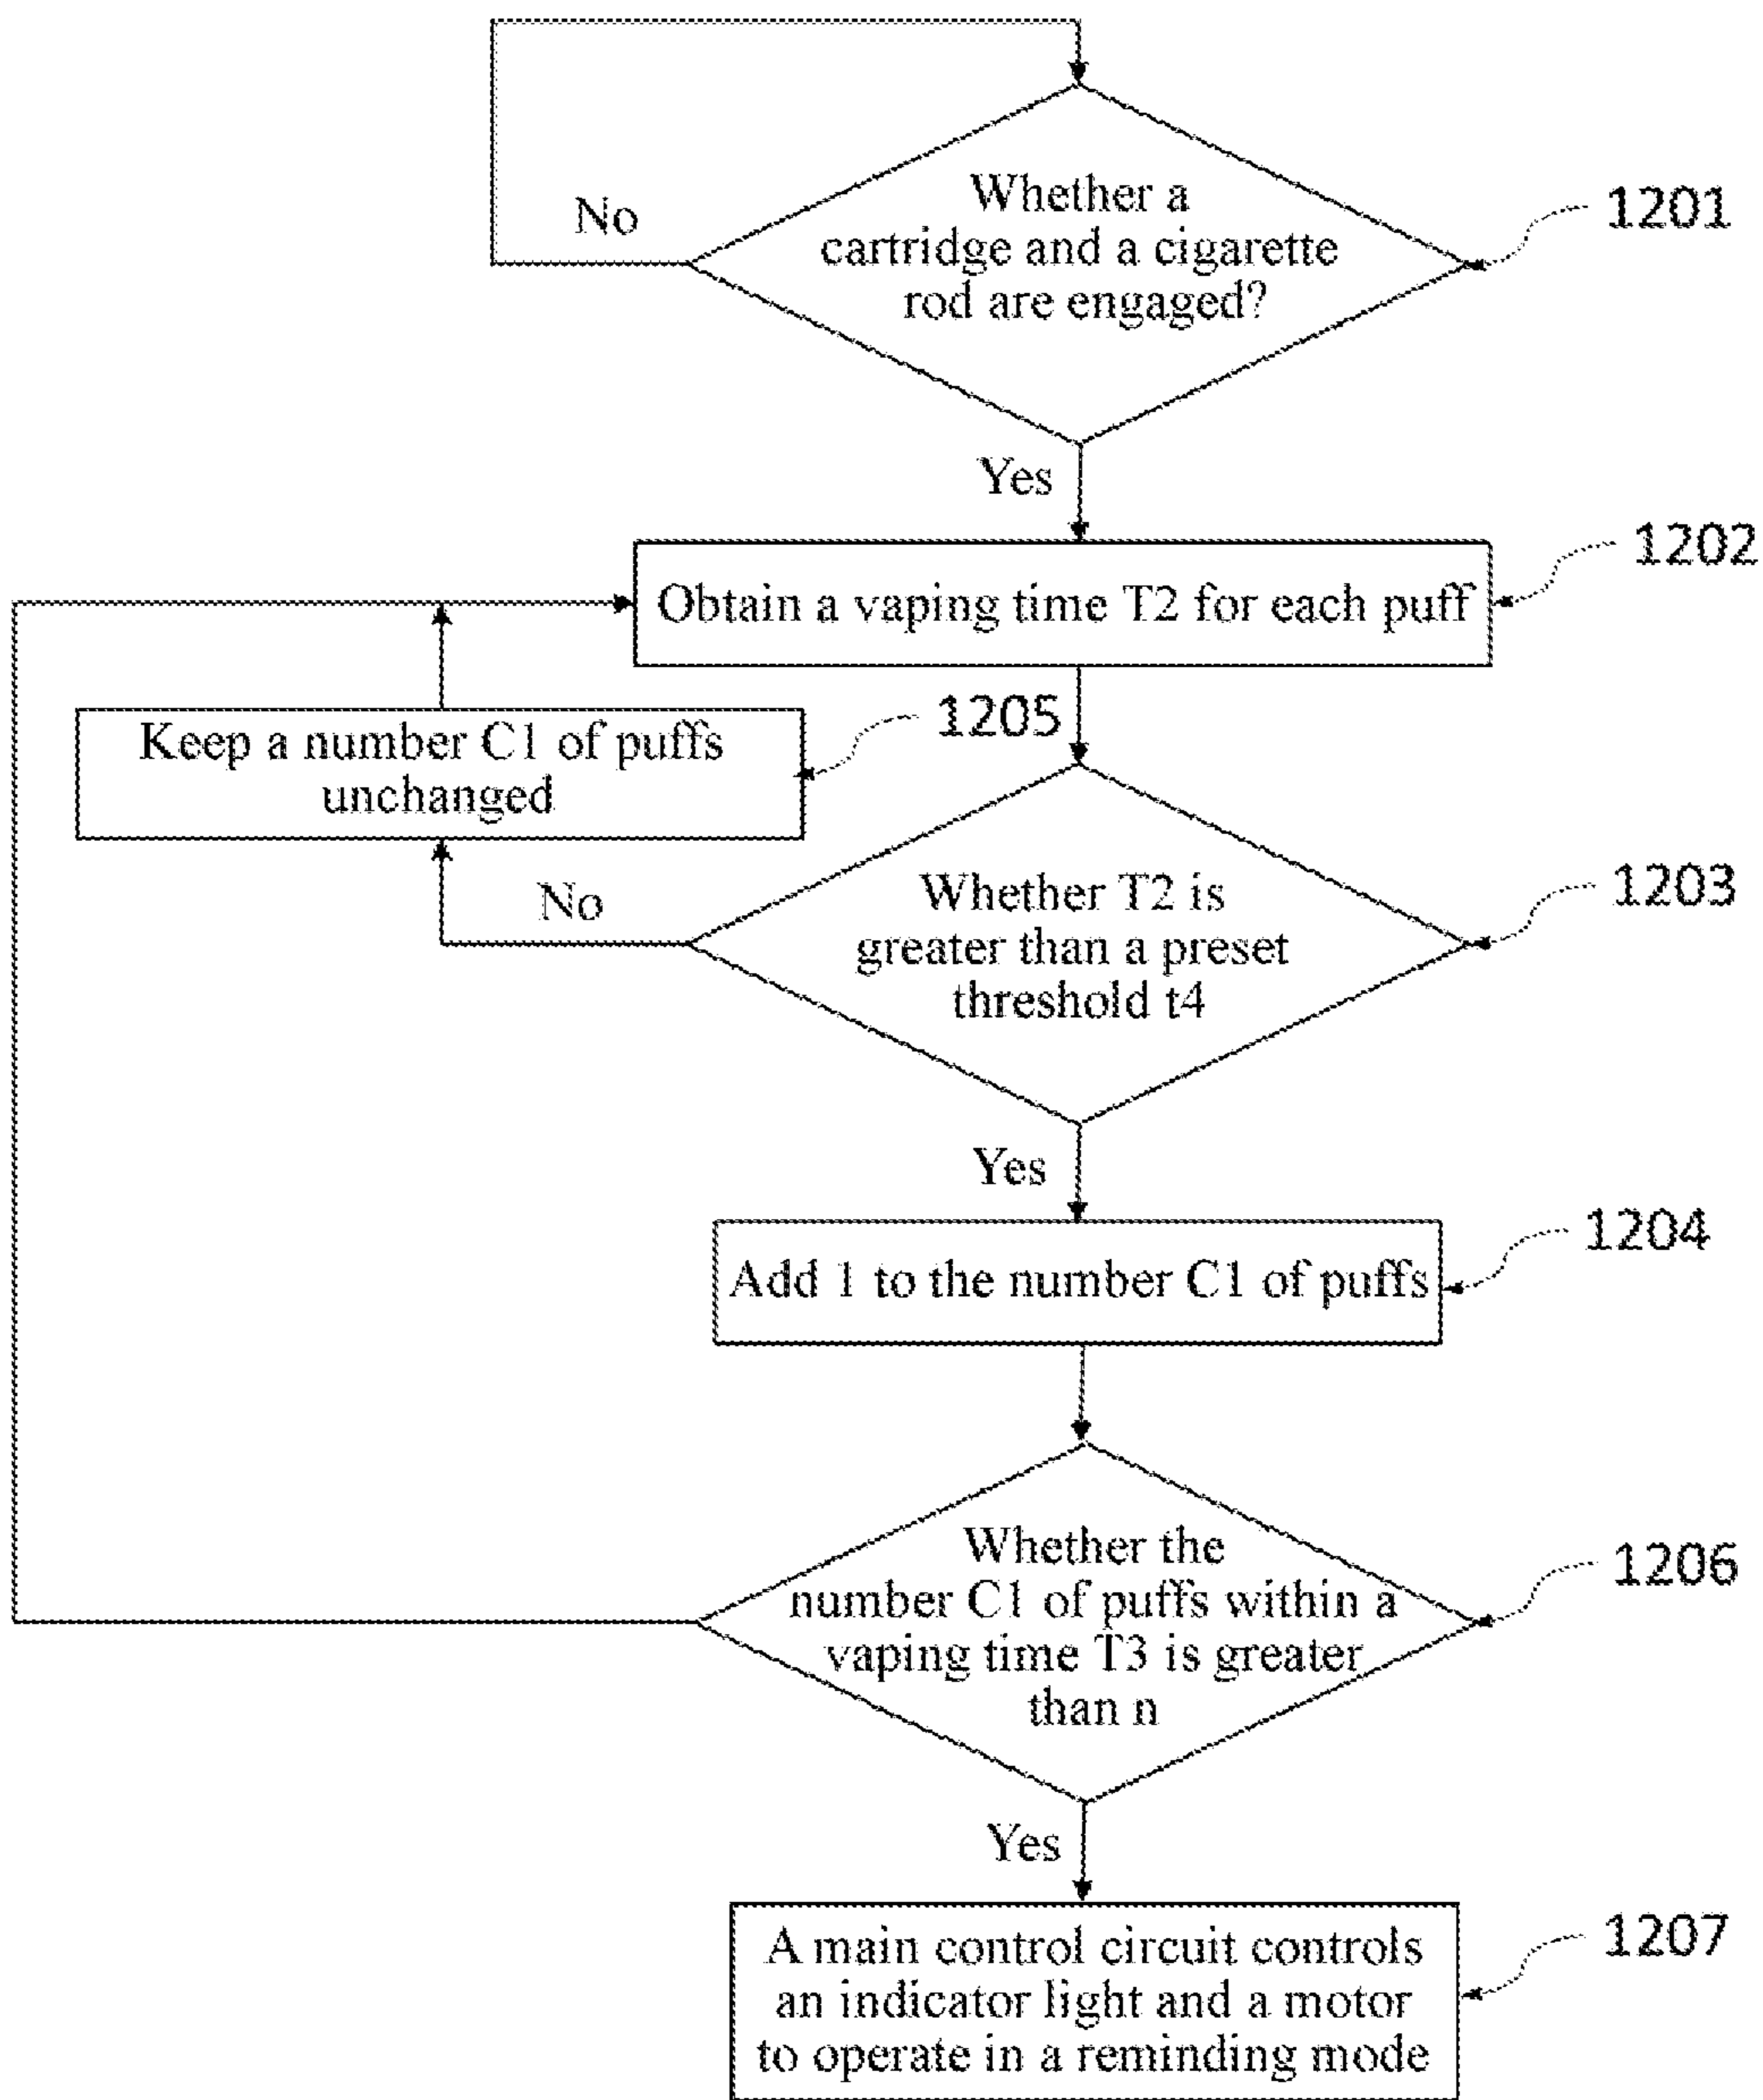 Whether a
cartridge and a cigarette
rod are engaged?
No
1201
Yes
1202
Obtain a vaping time T2 for each puff
1205
Keep a number C1 of puffs
unchanged
No
Whether T2 is
greater than a preset
threshold t4
1203
Yes
1204
Add 1 to the number C1 of puffs
Whether the
number C1 of puffs within a
vaping time T3 is greater
than n
1206
Yes
A main control circuit controls
an indicator light and a motor
to operate in a reminding mode
1207